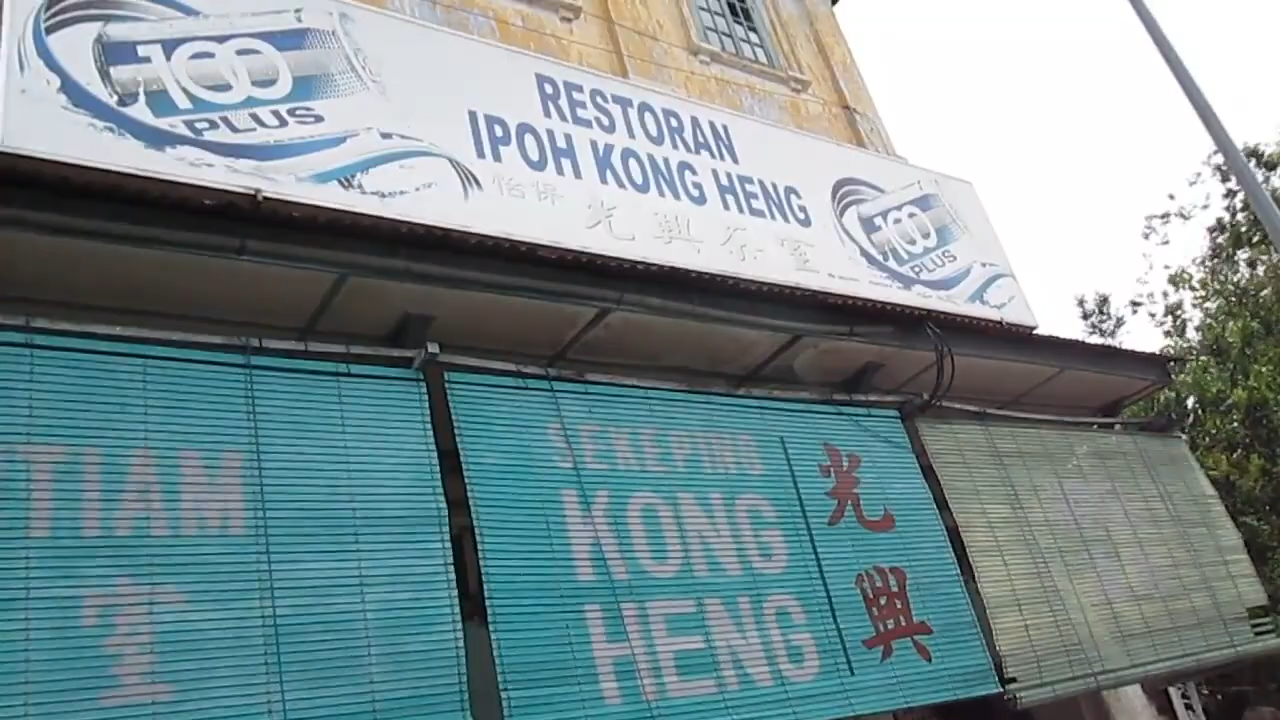 100
PLUS
RESTORAN
IPOH KONG HENG
怡保
光興茶室
100
PLUS
TIAM
SEKEPING
KONG
HENG
光
興